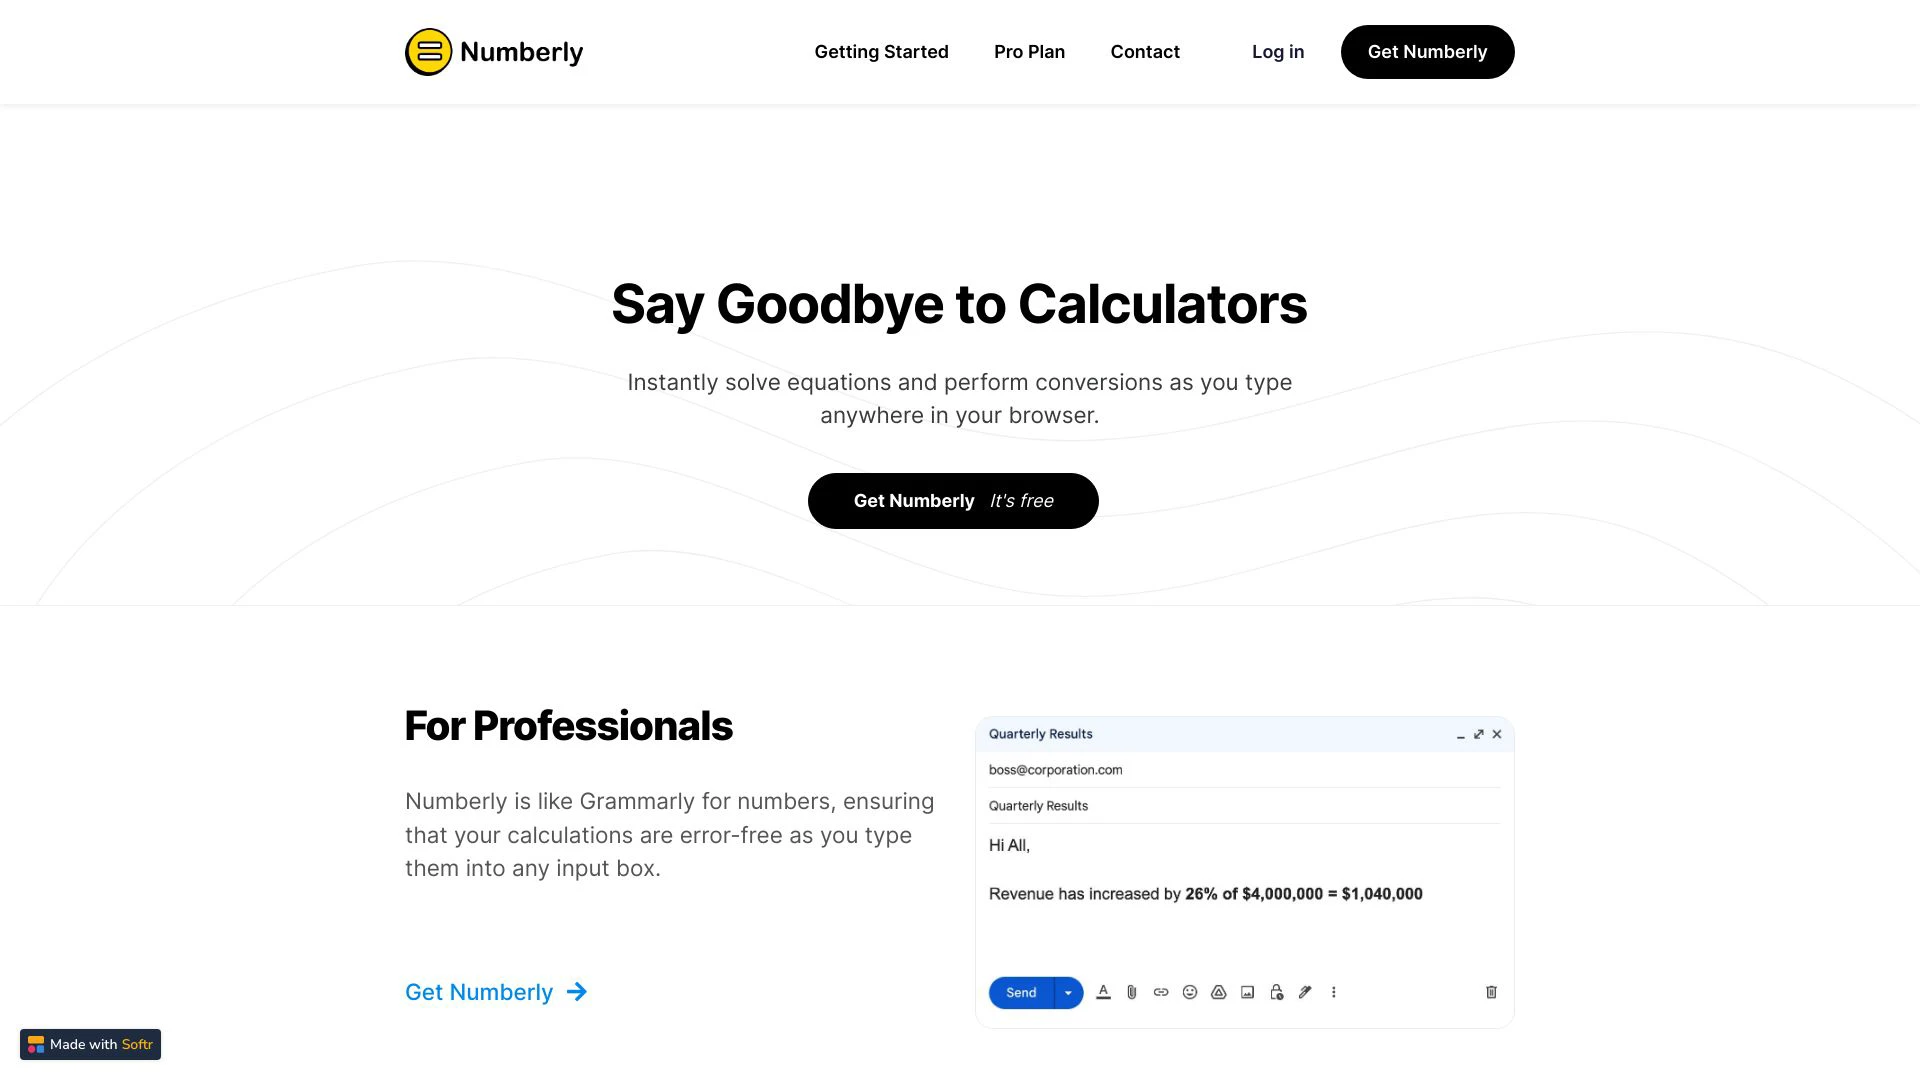 Numberly
Getting Started
Pro Plan
Contact
Log in
Get Numberly
Say Goodbye to Calculators
Instantly solve equations and perform conversions as you type
anywhere in your browser.
Get Numberly It's free
For Professionals
Numberly is like Grammarly for numbers, ensuring
that your calculations are error-free as you type
them into any input box.
Get Numberly
Quarterly Results
boss@corporation.com
Quarterly Results
Hi All,
Revenue has increased by 26% of $4,000,000 = $1,040,000
Send
Made with Softr